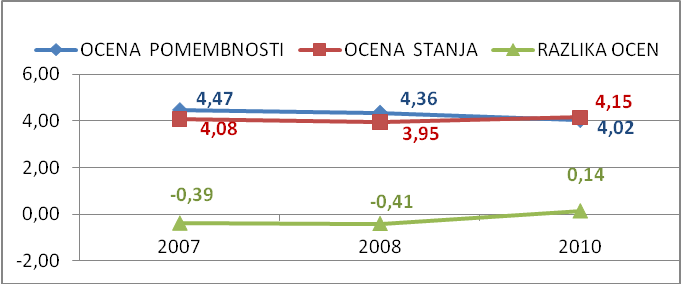 OCENA POMEMBNOSTI OCENA STANJA RAZLIKA OCEN
6,00
4,47 4,36 4,15
4,00
4,08 3,95 4,02
2,00
-0,39 -0,41 0,14
0,00
2007 2008 2010
-2,00